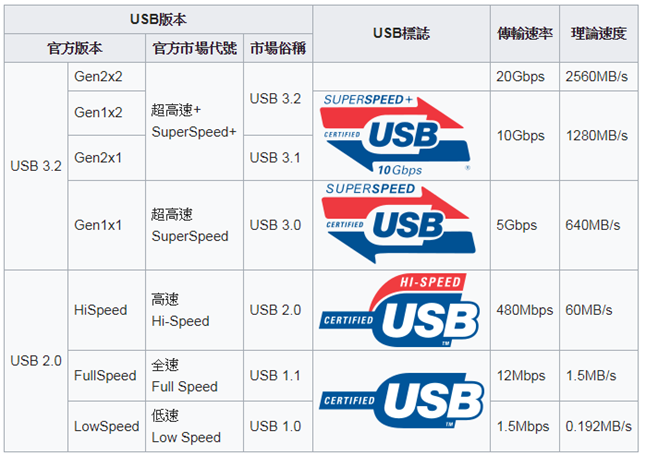 USB版本
USB標誌
傳輸速率
理論速度
官方版本
官方市場代號
市場俗稱
USB 3.2
Gen2x2
超高速+
SuperSpeed+
USB 3.2
20Gbps
2560MB/s
Gen1x2
SUPERSPEED+
CERTIFIED USB
10Gbps
®
10Gbps
1280MB/s
Gen2x1
USB 3.1
Gen1x1
超高速
SuperSpeed
USB 3.0
SUPERSPEED
CERTIFIED USB
5Gbps
640MB/s
USB 2.0
HiSpeed
高速
Hi-Speed
USB 2.0
HI-SPEED
CERTIFIED USB
TM
480Mbps
60MB/s
FullSpeed
全速
Full Speed
USB 1.1
CERTIFIED USB
TM
12Mbps
1.5MB/s
LowSpeed
低速
Low Speed
USB 1.0
1.5Mbps
0.192MB/s